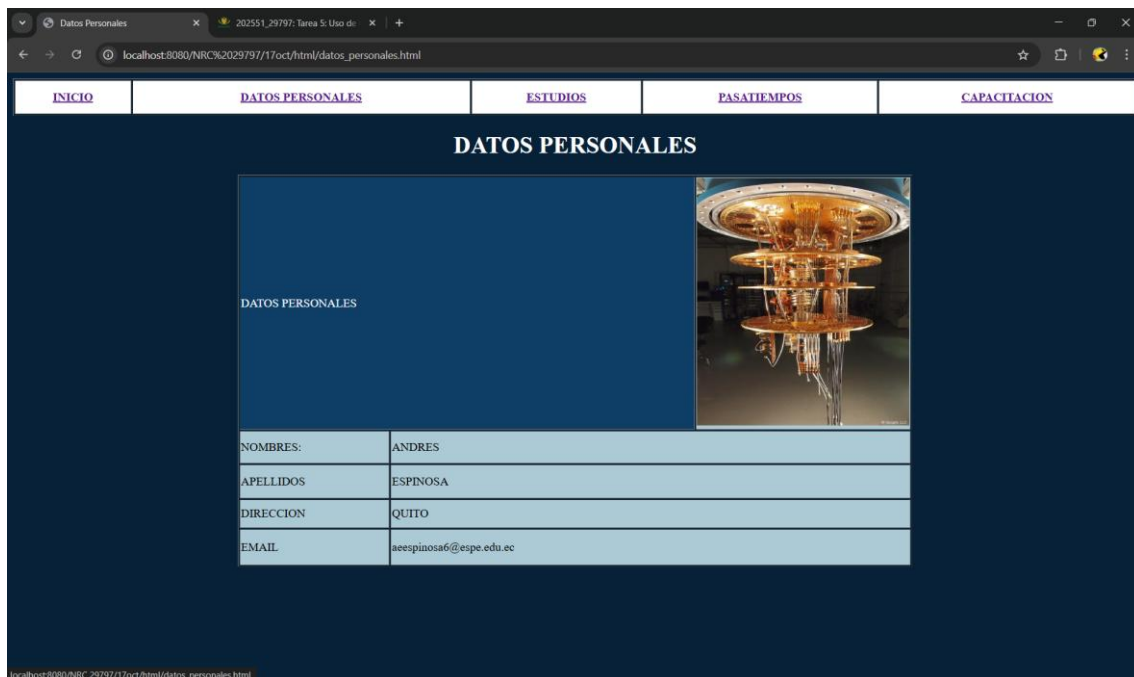 Datos Personales
202551_29797: Tarea 5: Uso de
localhost:8080/NRC%2029797/17oct/html/datos_personales.html
INICIO DATOS PERSONALES ESTUDIOS PASATIEMPOS CAPACITACION
DATOS PERSONALES
DATOS PERSONALES
NOMBRES: ANDRES
APELLIDOS ESPINOSA
DIRECCION QUITO
EMAIL aeespinosa6@espe.edu.ec
localhost:8080/NRC 29797/17oct/html/datos_personales.html